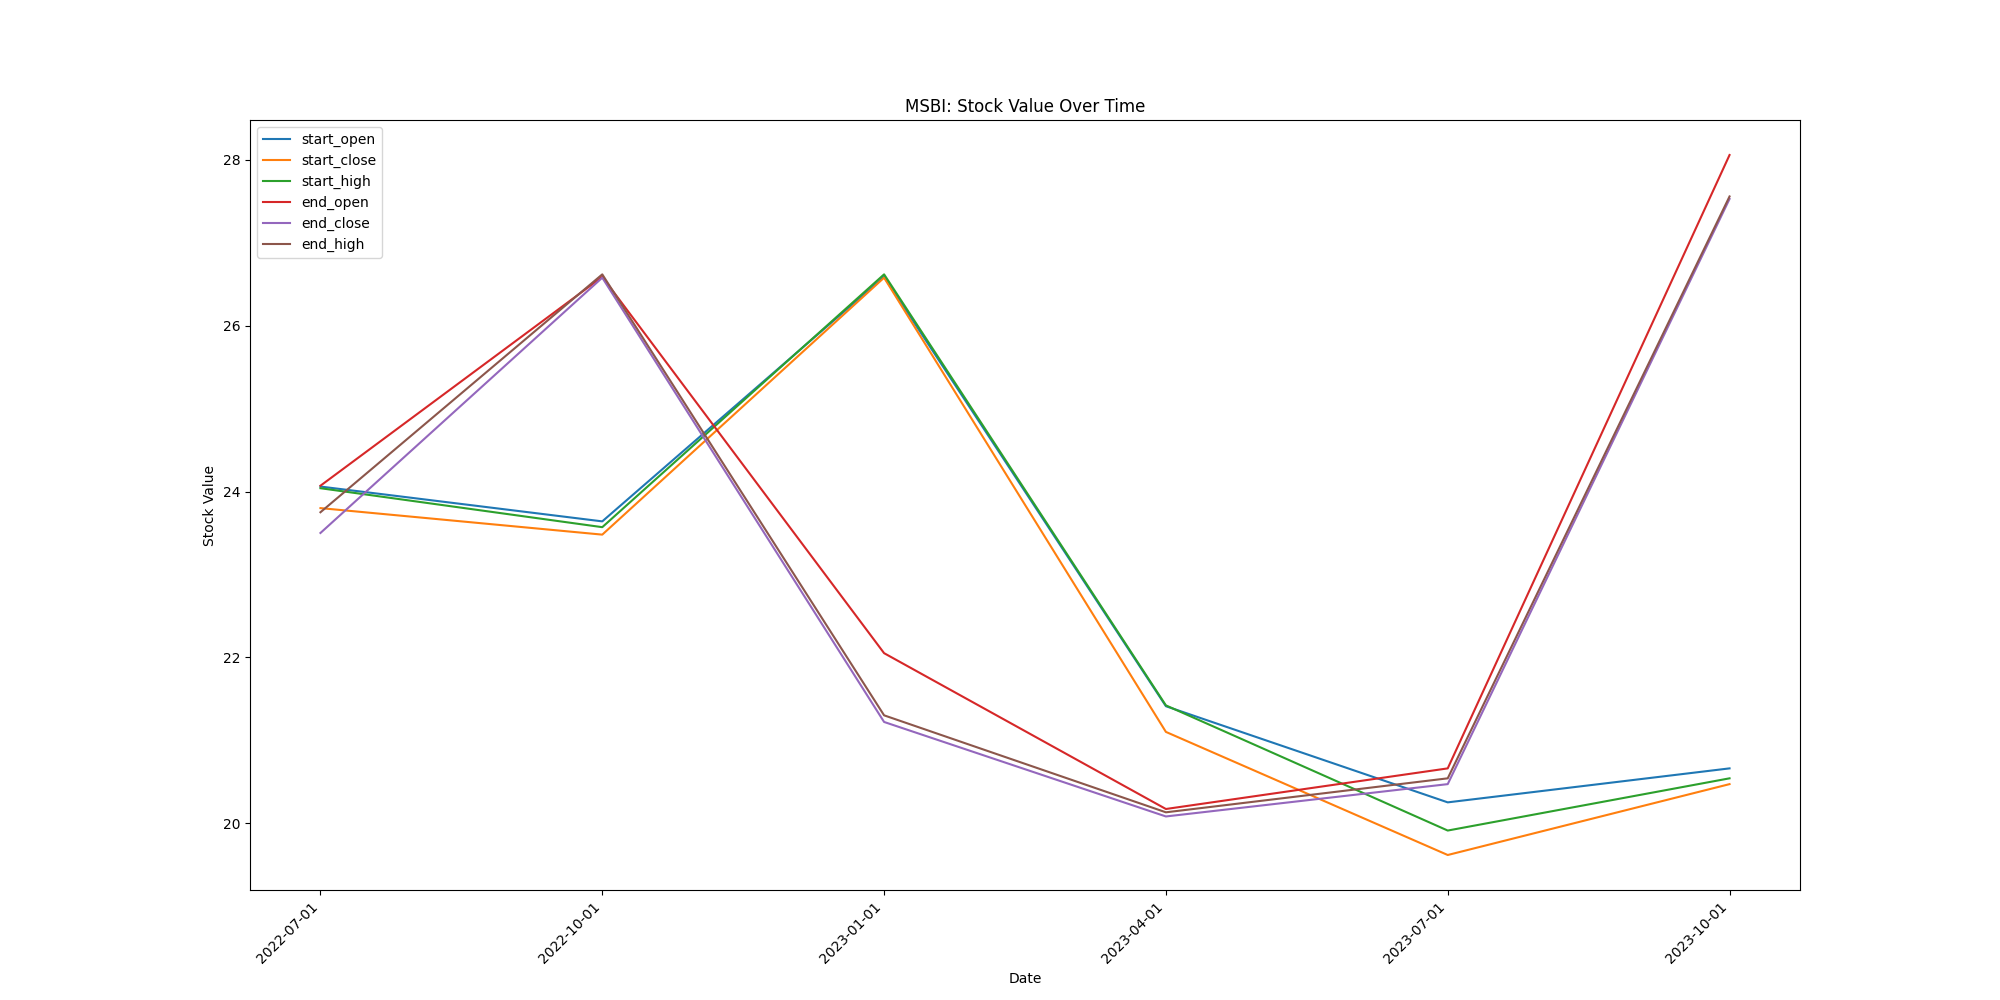 MSBI: Stock Value Over Time
start_open
start_close
start_high
end_open
end_close
end_high
Stock Value
28
26
24
22
20
2022-07-01
2022-10-01
2023-01-01
2023-04-01
2023-07-01
2023-10-01
Date